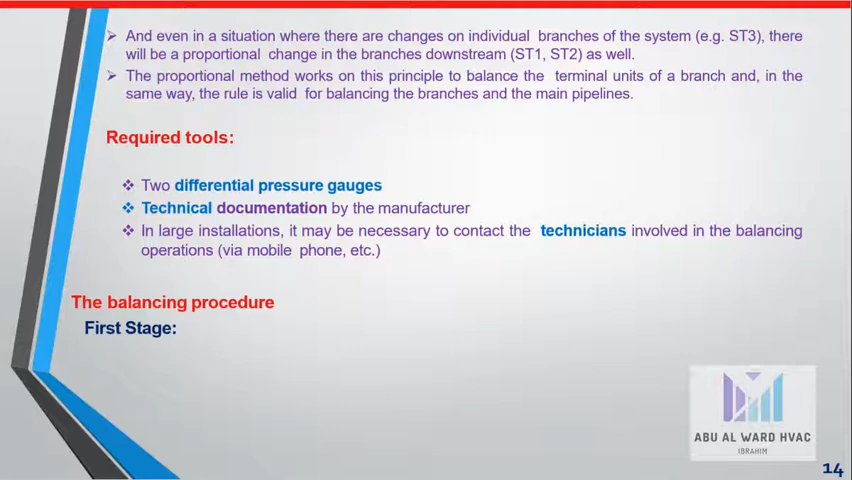 ➢ And even in a situation where there are changes on individual branches of the system (e.g. ST3), there
will be a proportional change in the branches downstream (ST1, ST2) as well.
➢ The proportional method works on this principle to balance the terminal units of a branch and, in the
same way, the rule is valid for balancing the branches and the main pipelines.
Required tools:
❖ Two differential pressure gauges
❖ Technical documentation by the manufacturer
❖ In large installations, it may be necessary to contact the technicians involved in the balancing
operations (via mobile phone, etc.)
The balancing procedure
First Stage:
ABU AL WARD HVAC
IBRAHIM
14